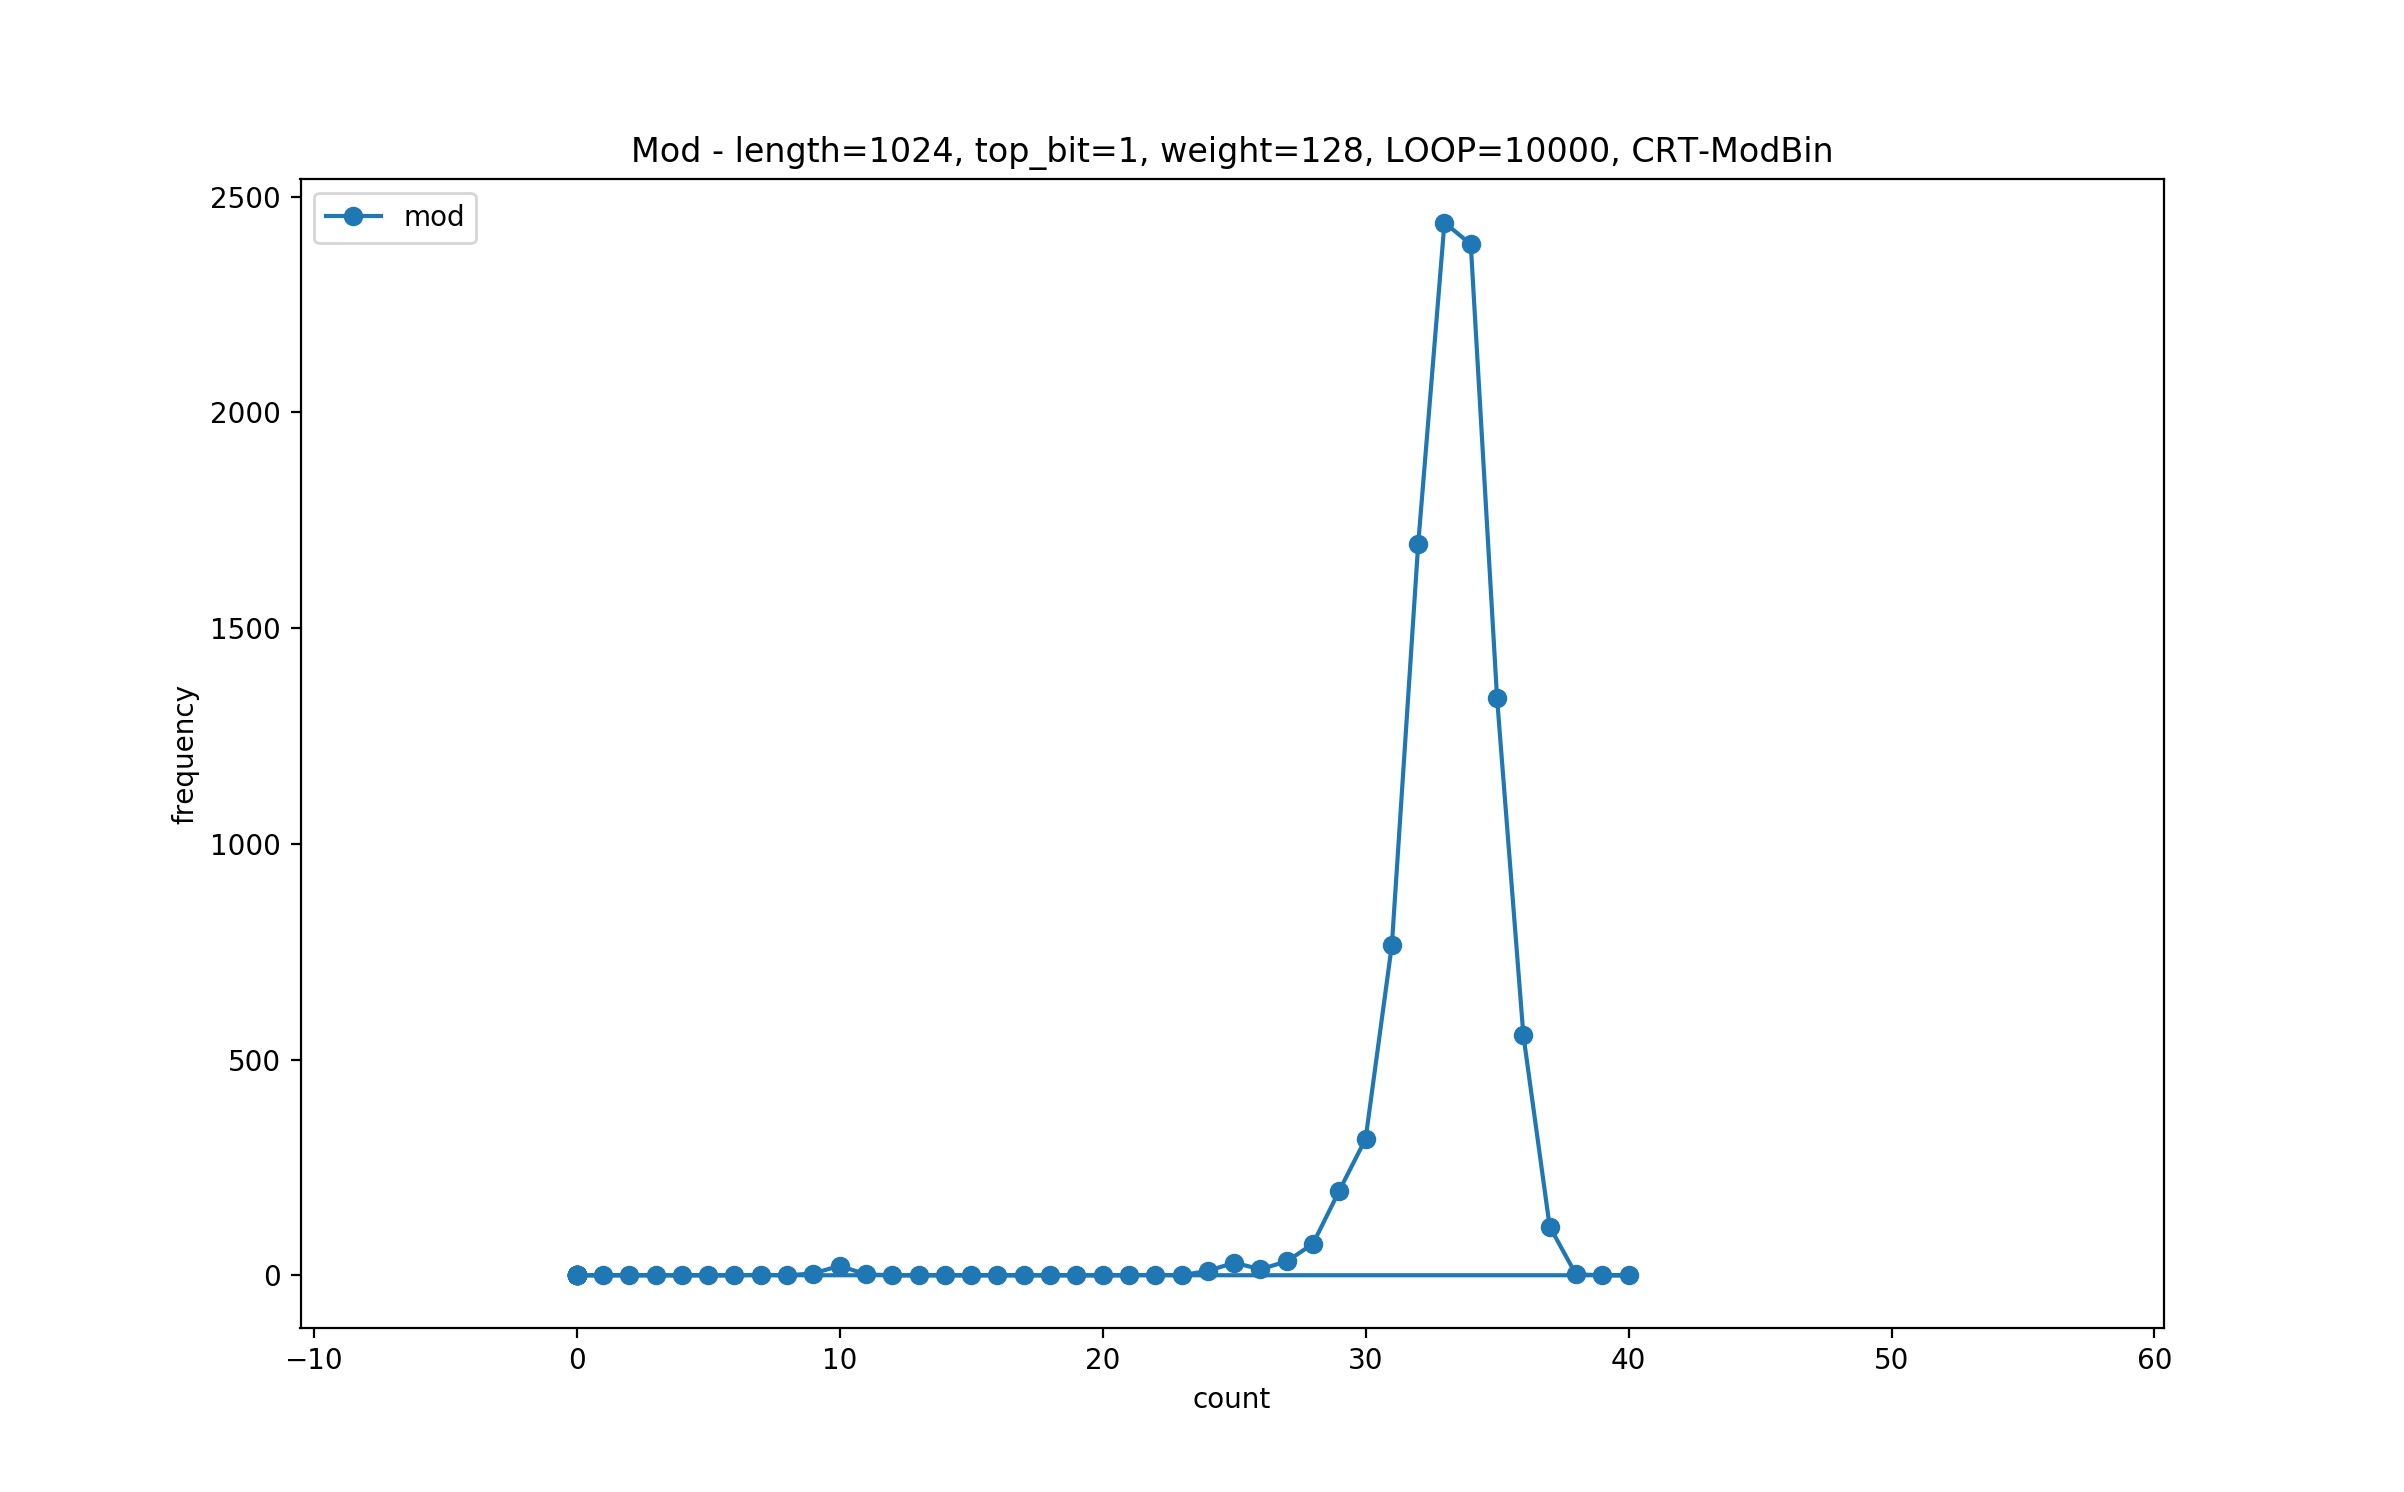 Mod - length=1024, top_bit=1, weight=128, LOOP=10000, CRT-ModBin
mod
2500
2000
1500
1000
500
0
frequency
−10 0 10 20 30 40 50 60
count